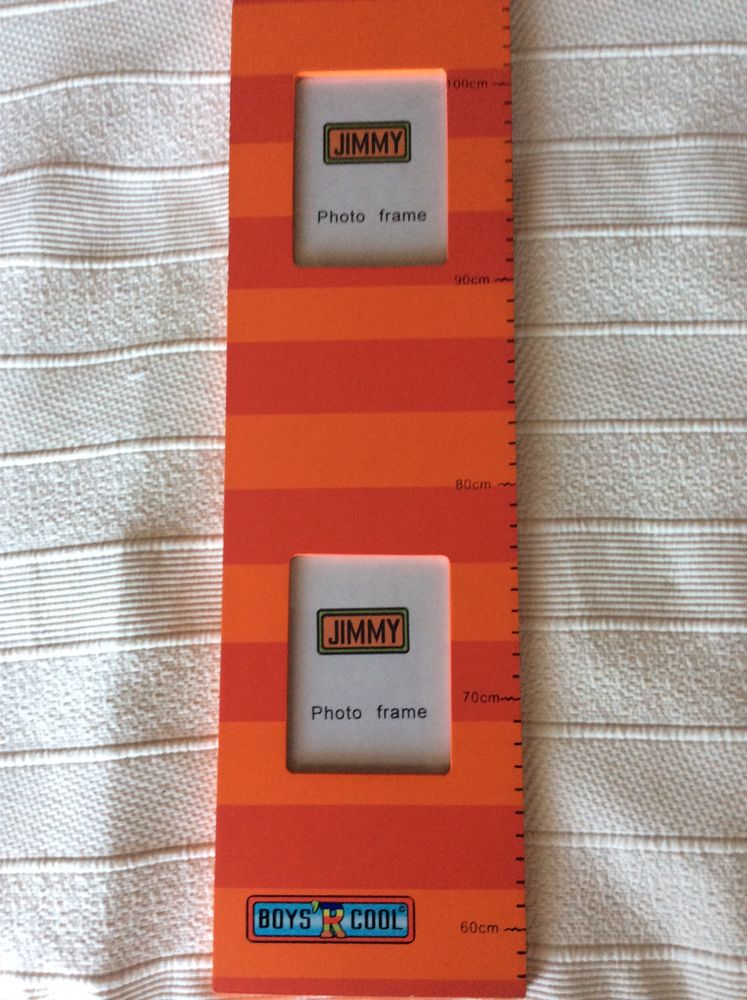 100cm
JIMMY
Photo frame
90cm
80cm
JIMMY
Photo frame
70cm
BOYS'R COOL©
60cm